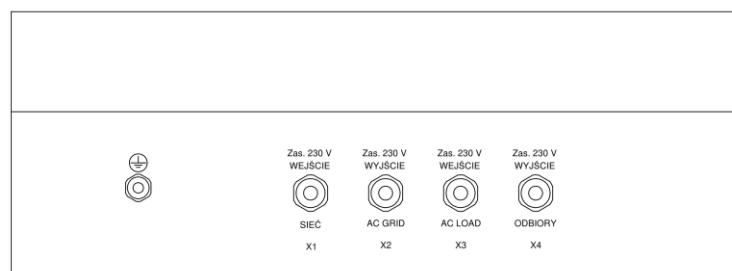 Zas. 230 V Zas. 230 V Zas. 230 V Zas. 230 V
WEJŚCIE WYJŚCIE WEJŚCIE WYJŚCIE
SIEĆ AC GRID AC LOAD ODBIORY
X1 X2 X3 X4